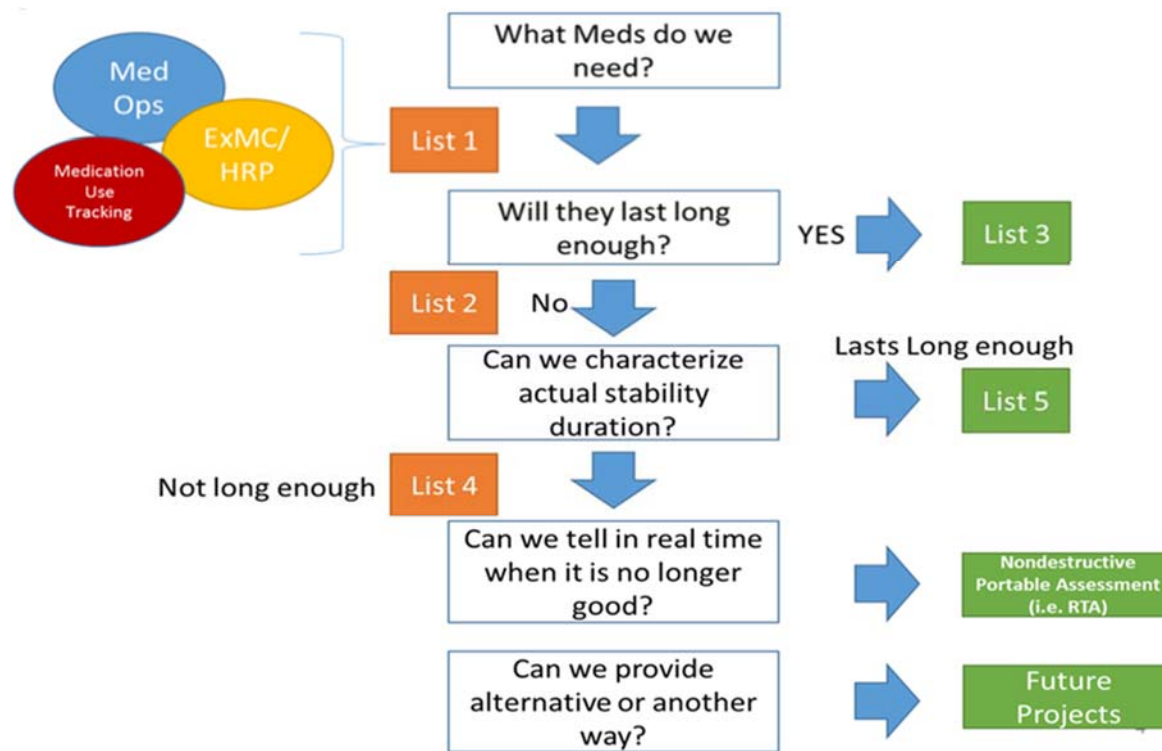 What Meds do we
need?
Med
Ops
ExMC/
HRP
Medication
Use
Tracking
List 1
Will they last long
enough?
YES
List 3
List 2
No
Can we characterize
actual stability
duration?
Lasts Long enough
List 5
Not long enough
List 4
Can we tell in real time
when it is no longer
good?
Nondestructive
Portable Assessment
(i.e. RTA)
Can we provide
alternative or another
way?
Future
Projects